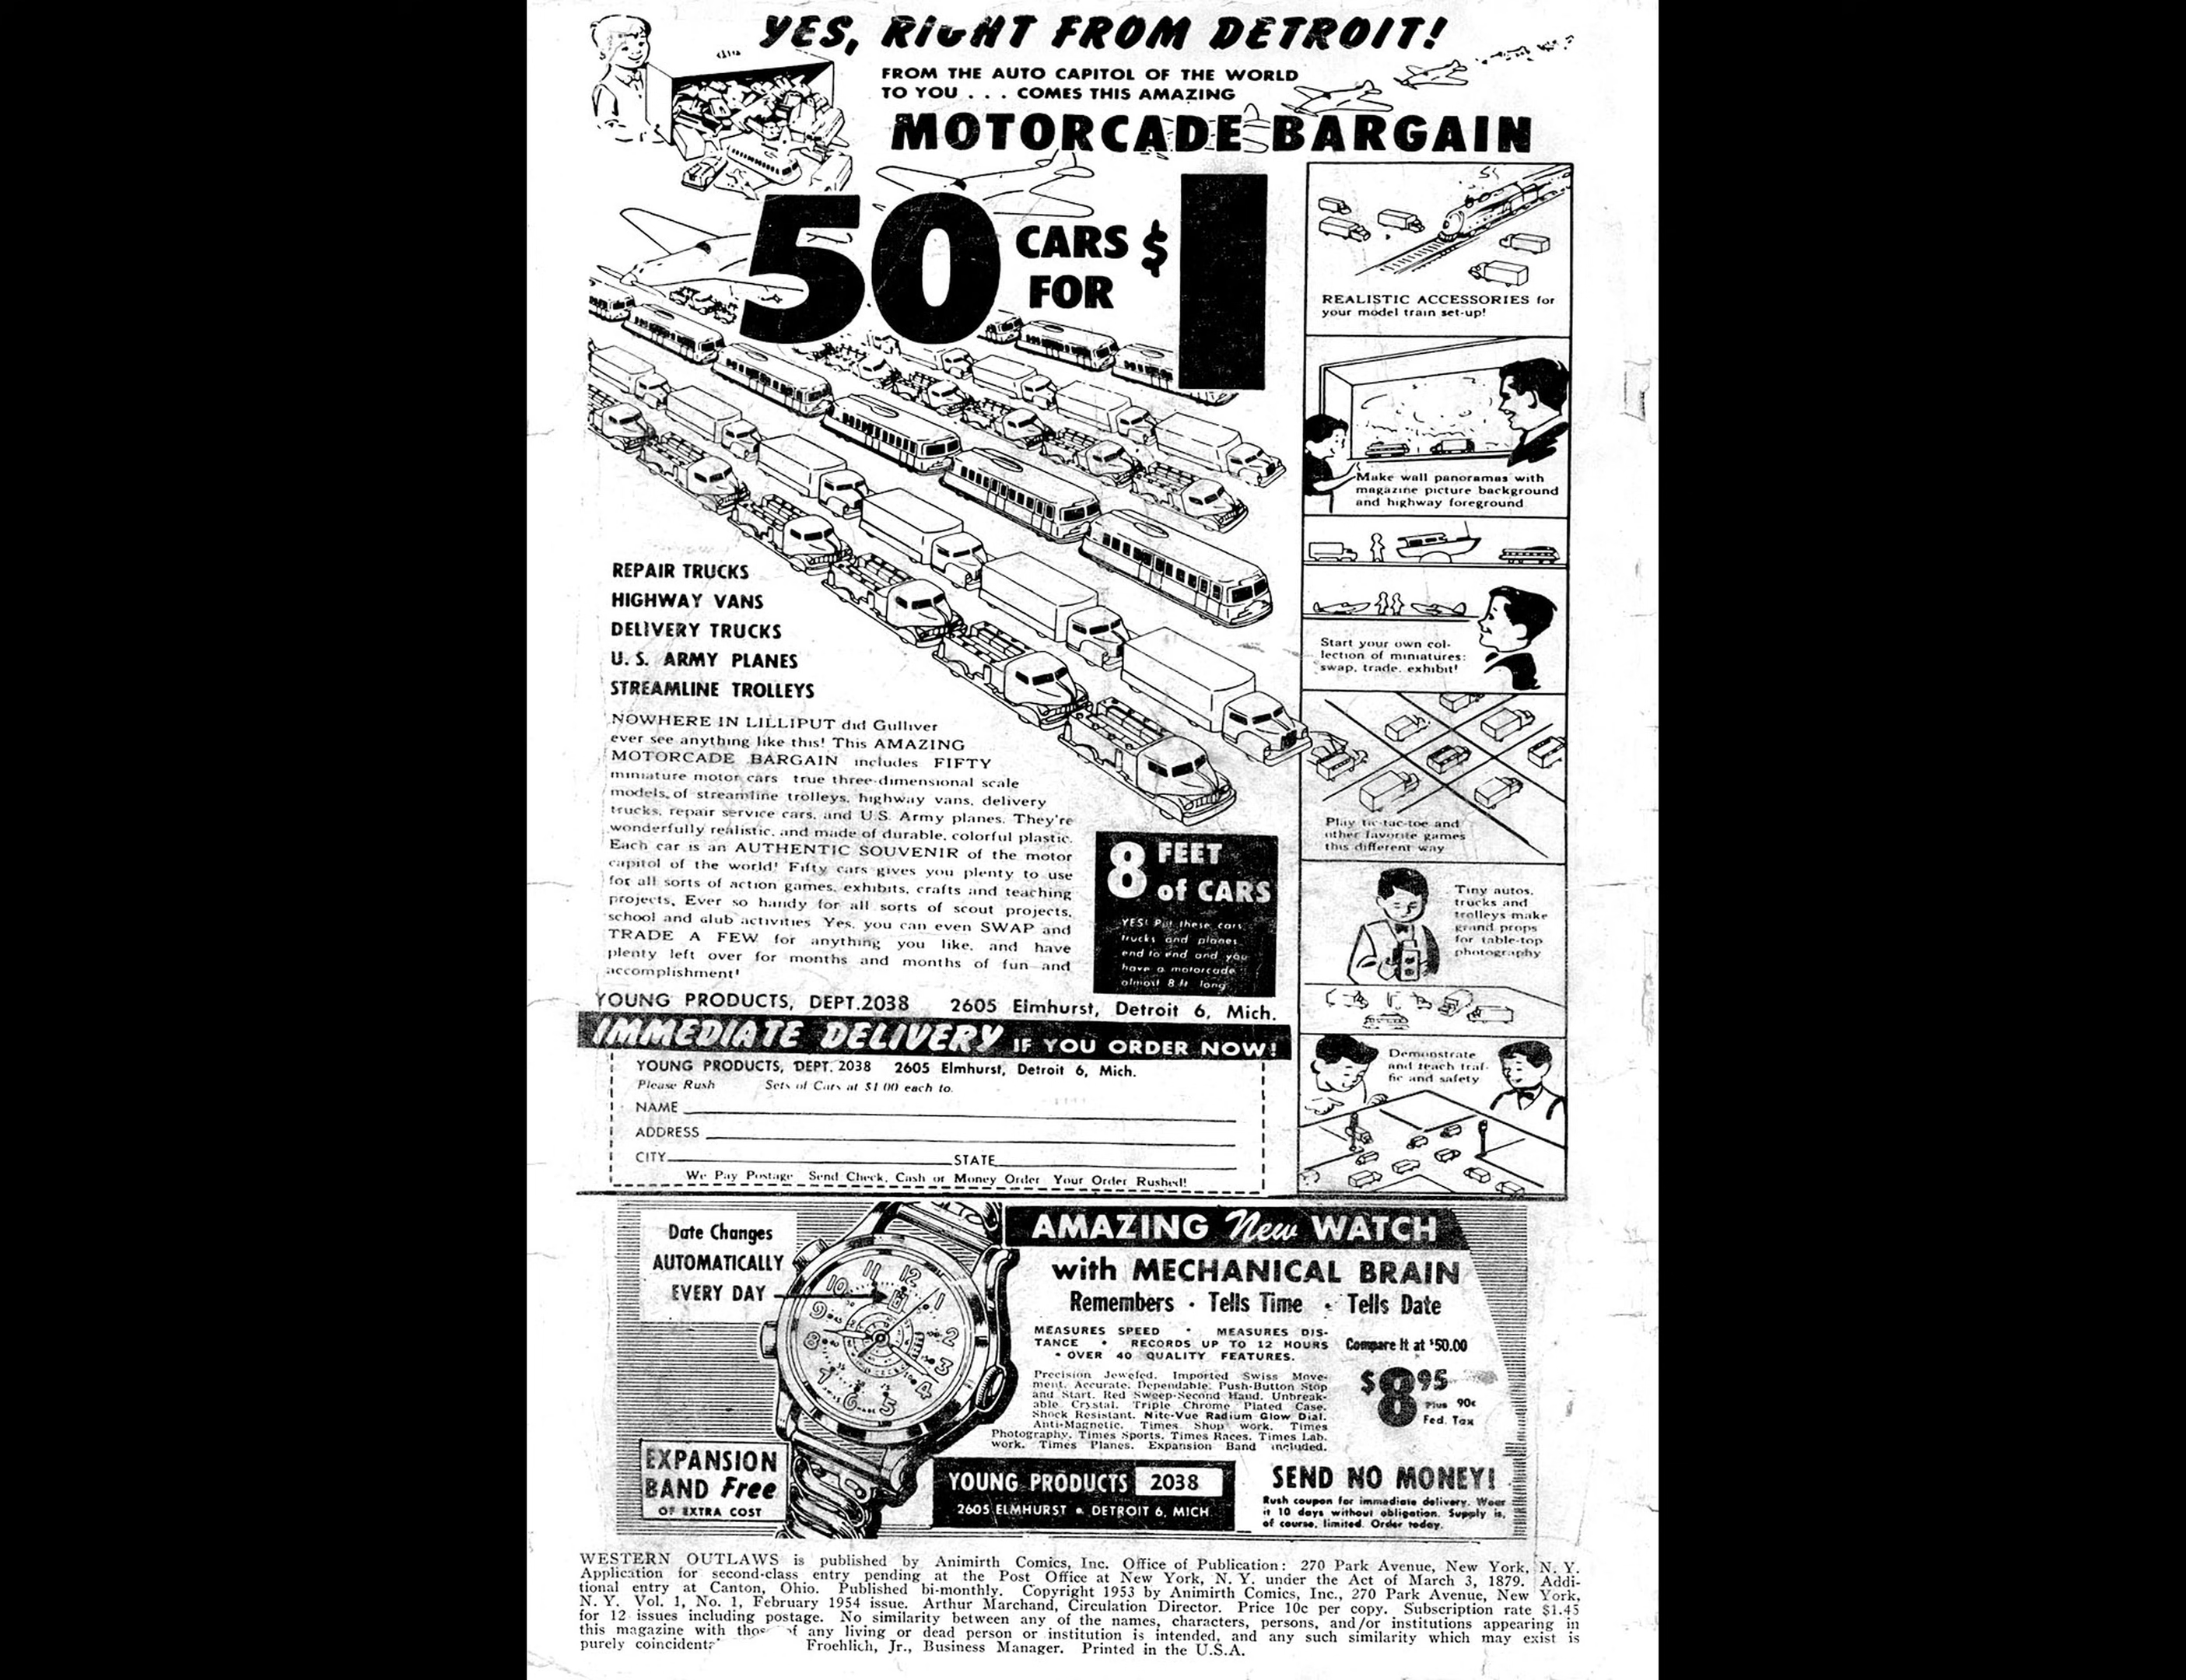 YES, RIGHT FROM DETROIT!
FROM THE AUTO CAPITOL OF THE WORLD
TO YOU . . . COMES THIS AMAZING
MOTORCADE BARGAIN
50 CARS FOR $1
REALISTIC ACCESSORIES for
your model train set-up!
Make wall panoramas with
magazine picture background
and highway foreground
Start your own col-
lection of miniatures:
swap, trade, exhibit!
Play tic-tac-toe and
other favorite games
this different way
Tiny autos,
trucks and
trolleys make
grand props
for table-top
photography
Demonstrate
and teach traf-
fic and safety
REPAIR TRUCKS
HIGHWAY VANS
DELIVERY TRUCKS
U. S. ARMY PLANES
STREAMLINE TROLLEYS
NOWHERE IN LILLIPUT did Gulliver
ever see anything like this! This AMAZING
MOTORCADE BARGAIN includes FIFTY
miniature motor cars true three-dimensional scale
models, of streamline trolleys, highway vans, delivery
trucks, repair service cars, and U.S. Army planes. They're
wonderfully realistic, and made of durable, colorful plastic.
Each car is an AUTHENTIC SOUVENIR of the motor
capitol of the world! Fifty cars gives you plenty to use
for all sorts of action games, exhibits, crafts and teaching
projects, Ever so handy for all sorts of scout projects,
school and club activities Yes, you can even SWAP and
TRADE A FEW for anything you like, and have
plenty left over for months and months of fun and
accomplishment!
8 FEET
of CARS
YES! Put these cars
trucks and planes
end to end and you
have a motorcade
almost 8 ft long
YOUNG PRODUCTS, DEPT.2038 2605 Elmhurst, Detroit 6, Mich.
IMMEDIATE DELIVERY IF YOU ORDER NOW!
YOUNG PRODUCTS, DEPT. 2038 2605 Elmhurst, Detroit 6, Mich.
Please Rush Sets of Cars at $1.00 each to.
NAME
ADDRESS
CITY STATE
We Pay Postage Send Check, Cash or Money Order Your Order Rushed!
Date Changes
AUTOMATICALLY
EVERY DAY
11 12 1 2 3 4 5 6 7 8 9 10
EXPANSION
BAND Free
OF EXTRA COST
AMAZING New WATCH
with MECHANICAL BRAIN
Remembers • Tells Time • Tells Date
MEASURES SPEED • MEASURES DIS-
TANCE • RECORDS UP TO 12 HOURS
• OVER 40 QUALITY FEATURES.
Compare It at $50.00
$8.95
Plus 90c
Fed. Tax
Precision Jeweled. Imported Swiss Move-
ment. Accurate. Dependable. Push-Button Stop
and Start. Red Sweep-Second Hand. Unbreak-
able Crystal. Triple Chrome Plated Case.
Shock Resistant. Nite-Vue Radium Glow Dial.
Anti-Magnetic. Times Shop work. Times
Photography. Times Sports. Times Races. Times Lab.
work. Times Planes. Expansion Band included.
YOUNG PRODUCTS 2038
2605 ELMHURST • DETROIT 6, MICH
SEND NO MONEY!
Rush coupon for immediate delivery. Wear
it 10 days without obligation. Supply is,
of course, limited. Order today.
WESTERN OUTLAWS is published by Animirth Comics, Inc. Office of Publication: 270 Park Avenue, New York, N. Y.
Application for second-class entry pending at the Post Office at New York, N. Y. under the Act of March 3, 1879. Addi-
tional entry at Canton, Ohio. Published bi-monthly. Copyright 1953 by Animirth Comics, Inc., 270 Park Avenue, New York,
N. Y. Vol. 1, No. 1, February 1954 issue. Arthur Marchand, Circulation Director. Price 10c per copy. Subscription rate $1.45
for 12 issues including postage. No similarity between any of the names, characters, persons, and/or institutions appearing in
this magazine with those of any living or dead person or institution is intended, and any such similarity which may exist is
purely coincidental Froehlich, Jr., Business Manager. Printed in the U.S.A.